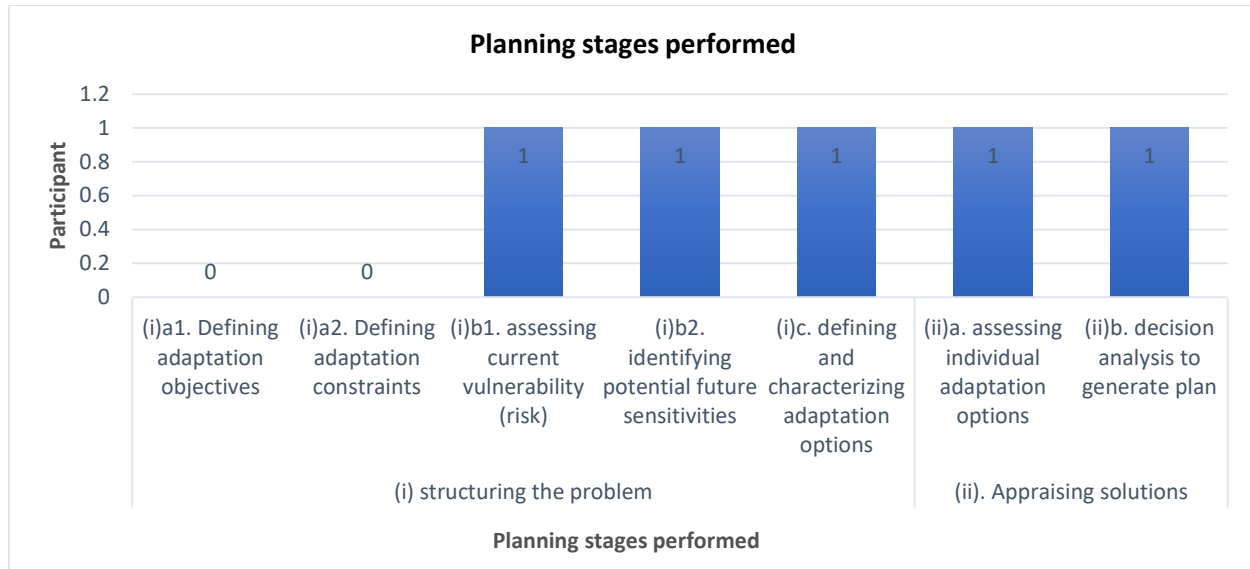 Planning stages performed
1.2
1
0.8
0.6
0.4
0.2
0
Participant
0
0
1
1
1
1
1
(i)a1. Defining
adaptation
objectives
(i)a2. Defining
adaptation
constraints
(i)b1. assessing
current
vulnerability
(risk)
(i)b2.
identifying
potential future
sensitivities
(i)c. defining
and
characterizing
adaptation
options
(ii)a. assessing
individual
adaptation
options
(ii)b. decision
analysis to
generate plan
(i) structuring the problem
(ii). Appraising solutions
Planning stages performed